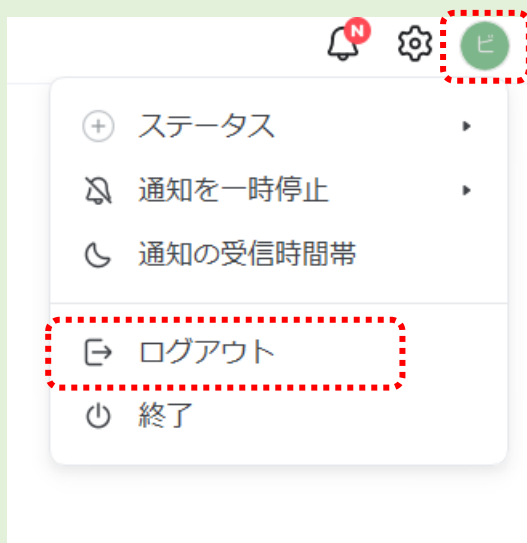 N
ビ
ステータス
通知を一時停止
通知の受信時間帯
ログアウト
終了